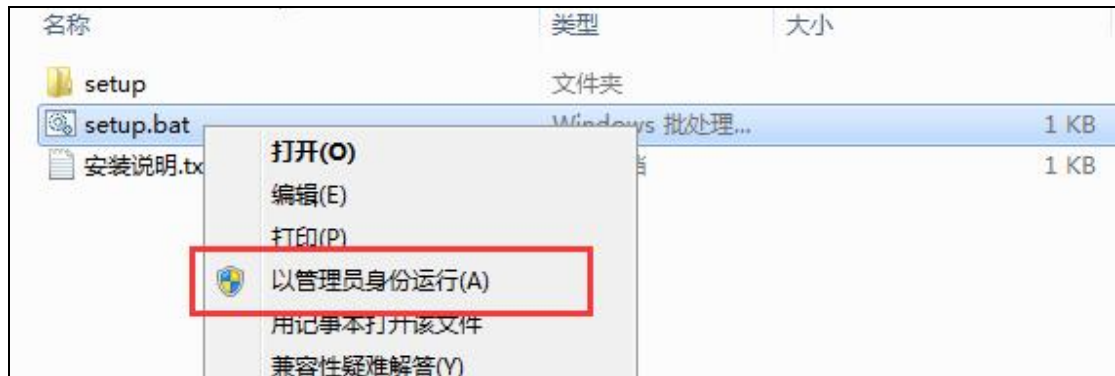 名称 类型 大小
setup 文件夹
setup.bat Windows 批处理... 1 KB
安装说明.tx 1 KB
打开(O)
编辑(E)
打印(P)
以管理员身份运行(A)
用记事本打开该文件
兼容性疑难解答(Y)